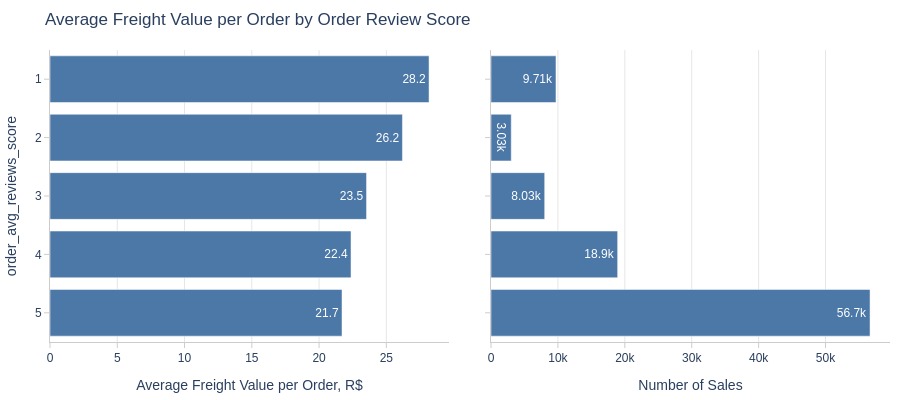 Average Freight Value per Order by Order Review Score
order_avg_reviews_score
1
2
3
4
5
28.2
26.2
23.5
22.4
21.7
0 5 10 15 20 25
Average Freight Value per Order, R$
9.71k
3.03k
8.03k
18.9k
56.7k
0 10k 20k 30k 40k 50k
Number of Sales